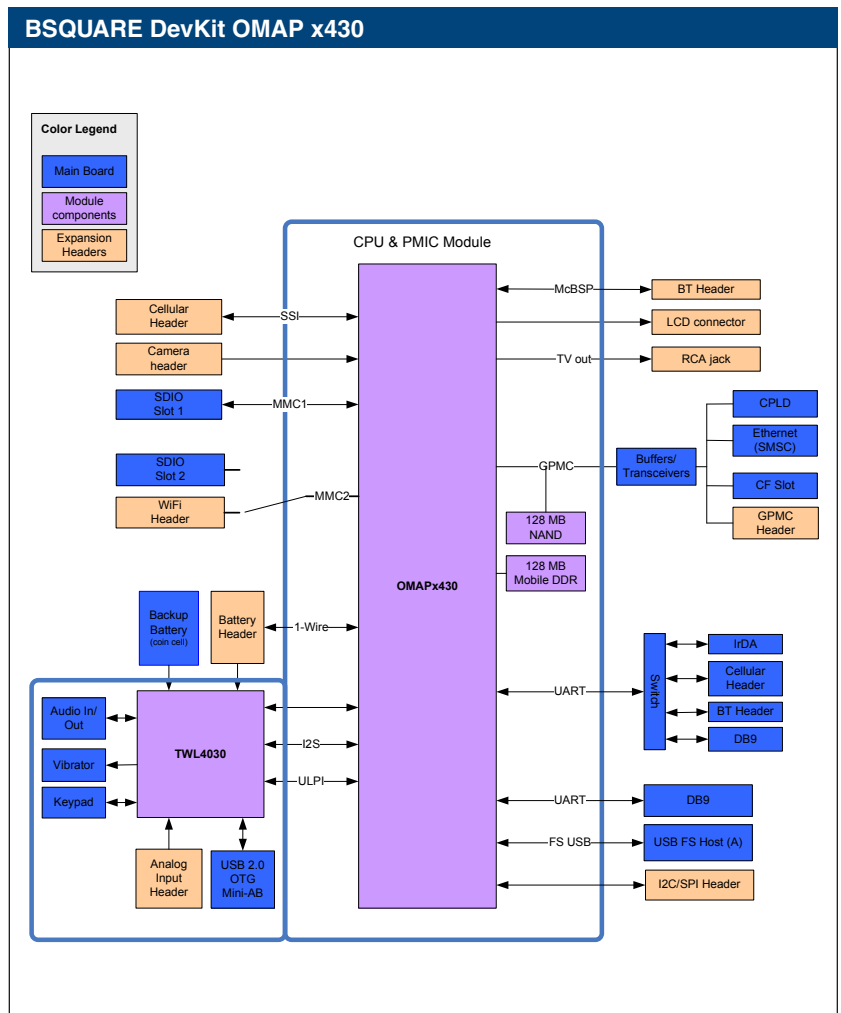 BSQUARE DevKit OMAP x430
Color Legend
Main Board
Module
components
Expansion
Headers
CPU & PMIC Module
Cellular
Header
SSI
Camera
header
SDIO
Slot 1
MMC1
SDIO
Slot 2
WiFi
Header
MMC2
OMAPx430
McBSP
BT Header
LCD connector
TV out
RCA jack
GPMC
Buffers/
Transceivers
CPLD
Ethernet
(SMSC)
CF Slot
GPMC
Header
128 MB
NAND
128 MB
Mobile DDR
Backup
Battery
(coin cell)
Battery
Header
1-Wire
Audio In/
Out
Vibrator
Keypad
TWL4030
I2S
ULPI
Analog
Input
Header
USB 2.0
OTG
Mini-AB
UART
Switch
IrDA
Cellular
Header
BT Header
DB9
UART
DB9
FS USB
USB FS Host (A)
I2C/SPI Header